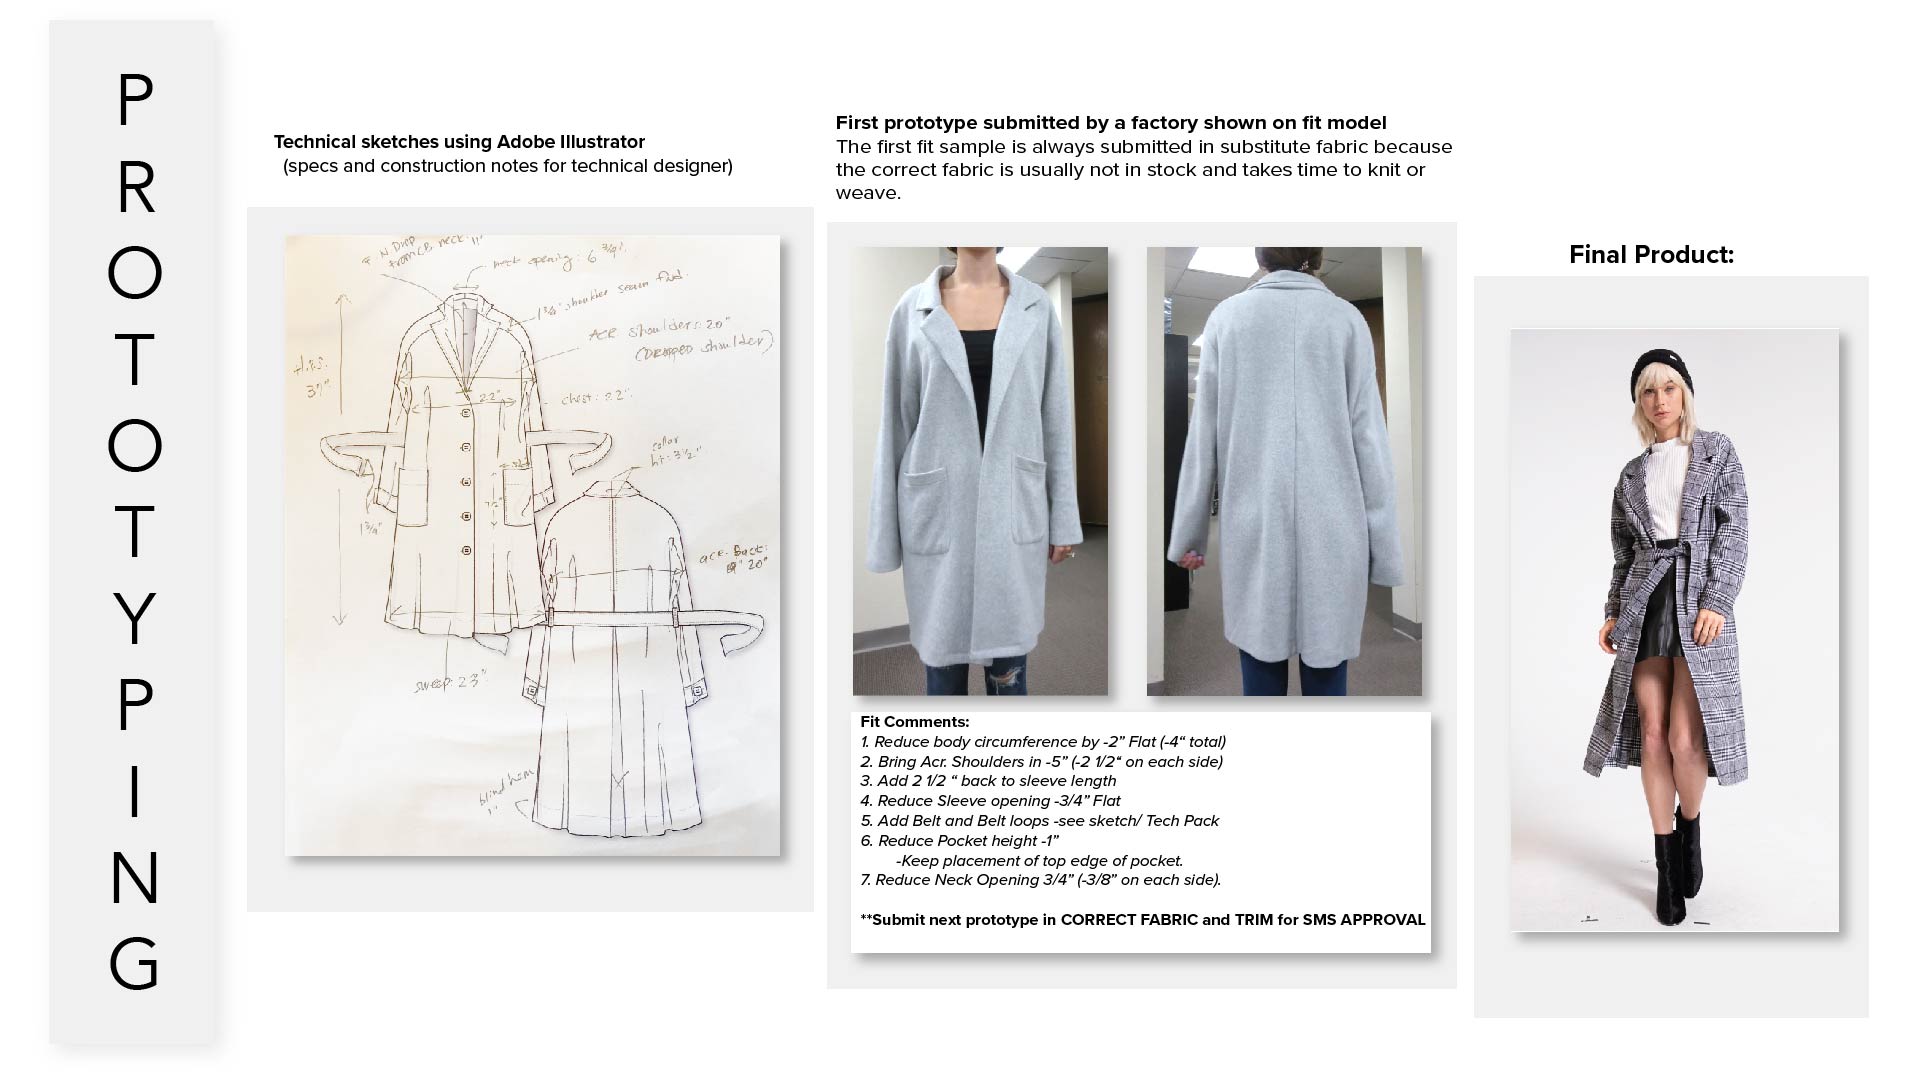 PROTOTYPING
Technical sketches using Adobe Illustrator
(specs and construction notes for technical designer)
First prototype submitted by a factory shown on fit model
The first fit sample is always submitted in substitute fabric because
the correct fabric is usually not in stock and takes time to knit or
weave.
Final Product:
from CB neck: 11"
neck opening: 6 3/4".
1 3/4" shoulder seam fwd.
Acr shoulders: 20"
(Dropped shoulder)
H.P.S.
37"
22"
chest: 22".
collar
ht: 3 1/2"
1 3/4"
7 1/2"
acr. Back:
20"
sweep: 23"
blind hem
1"
Fit Comments:
1. Reduce body circumference by -2” Flat (-4“ total)
2. Bring Acr. Shoulders in -5” (-2 1/2“ on each side)
3. Add 2 1/2 “ back to sleeve length
4. Reduce Sleeve opening -3/4” Flat
5. Add Belt and Belt loops -see sketch/ Tech Pack
6. Reduce Pocket height -1”
-Keep placement of top edge of pocket.
7. Reduce Neck Opening 3/4” (-3/8” on each side).
**Submit next prototype in CORRECT FABRIC and TRIM for SMS APPROVAL